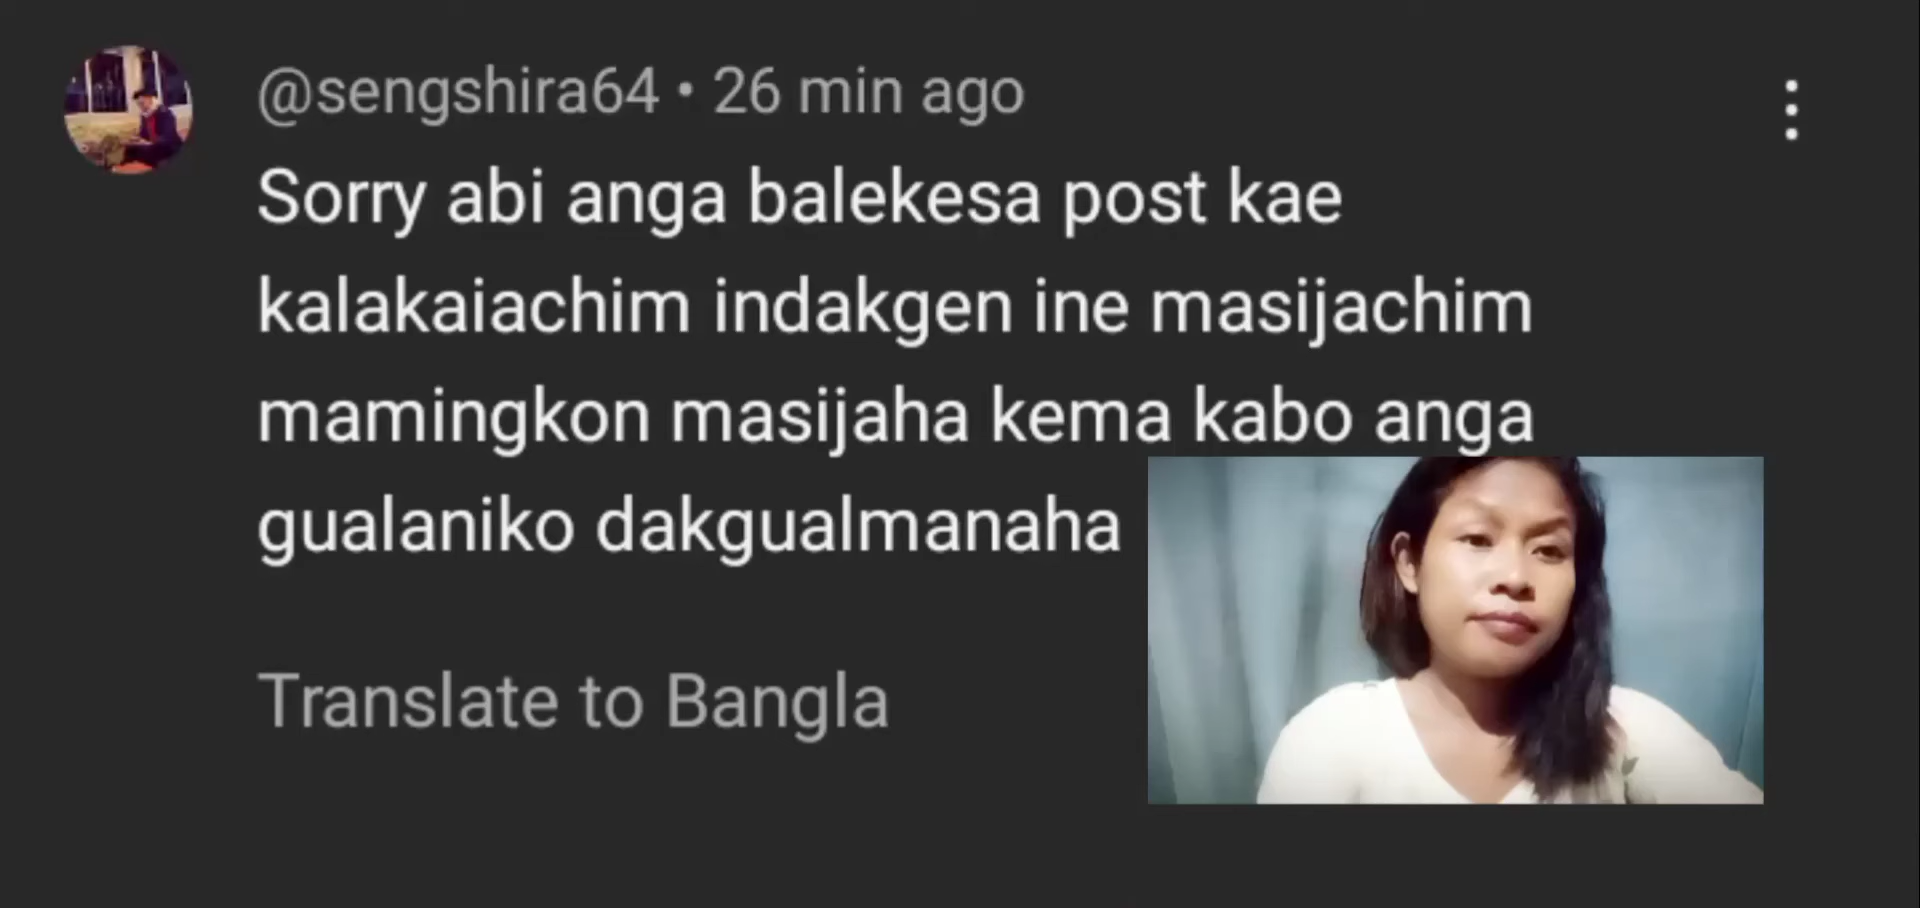 @sengshira64 • 26 min ago
Sorry abi anga balekesa post kae
kalakaiachim indakgen ine masijachim
mamingkon masijaha kema kabo anga
gualaniko dakgualmanaha
Translate to Bangla